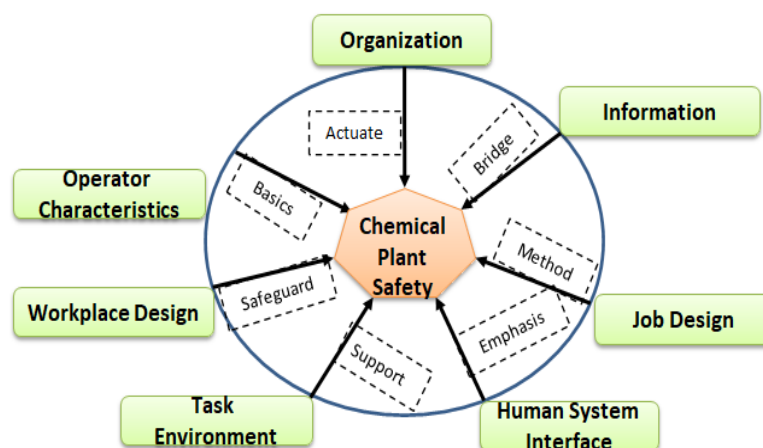 Organization
Information
Actuate
Bridge
Operator
Characteristics
Basics
Chemical
Plant
Safety
Method
Workplace Design
Safeguard
Job Design
Emphasis
Support
Task
Environment
Human System
Interface